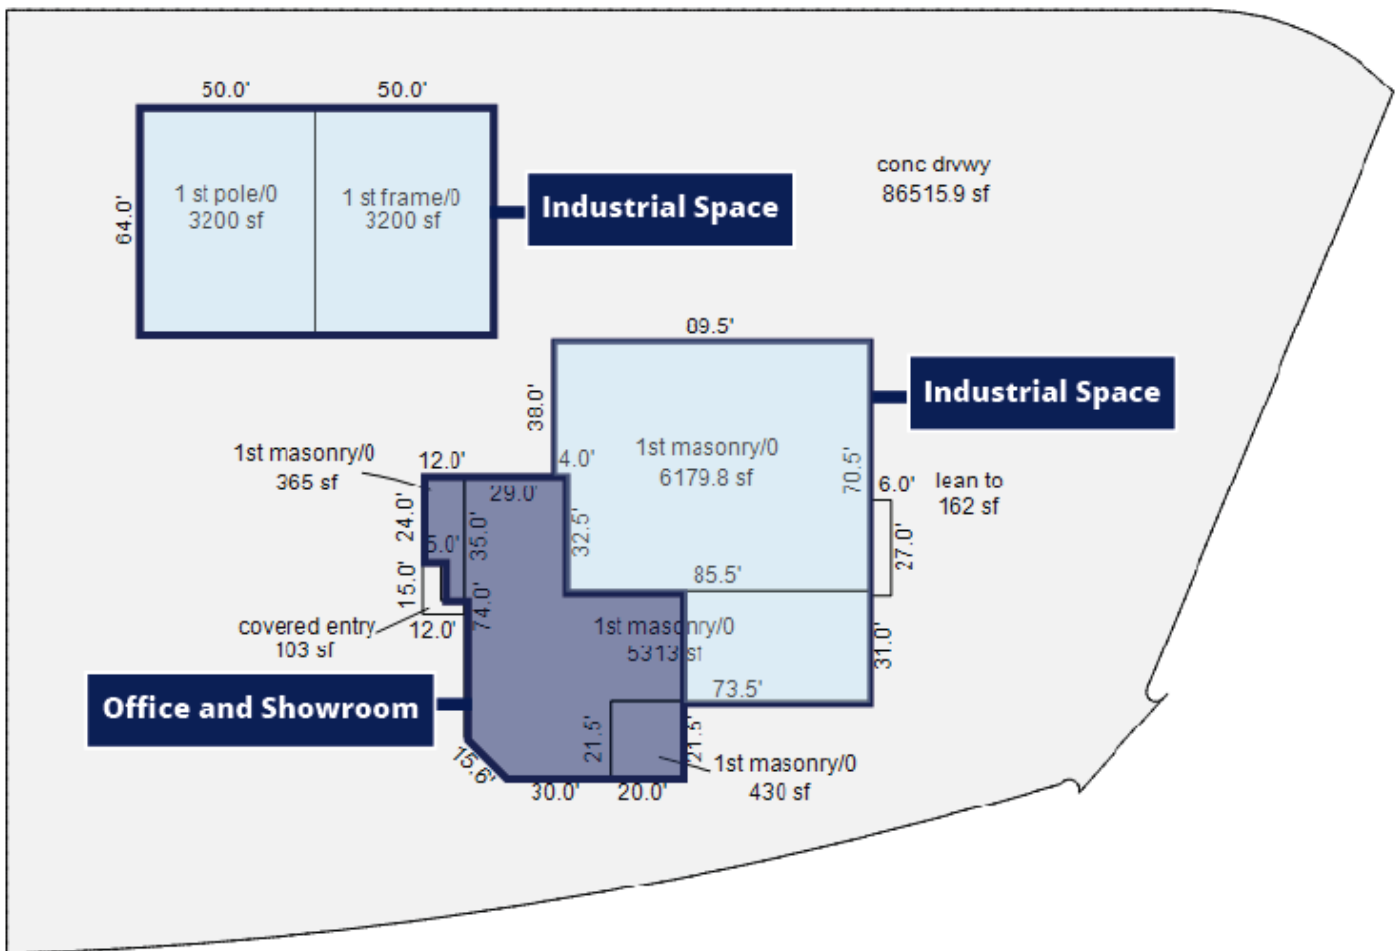 50.0'
50.0'
64.0'
1 st pole/0
3200 sf
1 st frame/0
3200 sf
Industrial Space
conc drvwy
86515.9 sf
89.5'
38.0'
Industrial Space
1st masonry/0
365 sf
12.0'
4.0'
1st masonry/0
6179.8 sf
70.5'
6.0'
lean to
162 sf
29.0'
24.0'
35.0'
32.5'
27.0'
5.0'
15.0'
85.5'
74.0'
12.0'
covered entry
103 sf
1st masonry/0
5313 sf
31.0'
Office and Showroom
73.5'
21.5'
21.5'
15.6'
1st masonry/0
430 sf
30.0'
20.0'